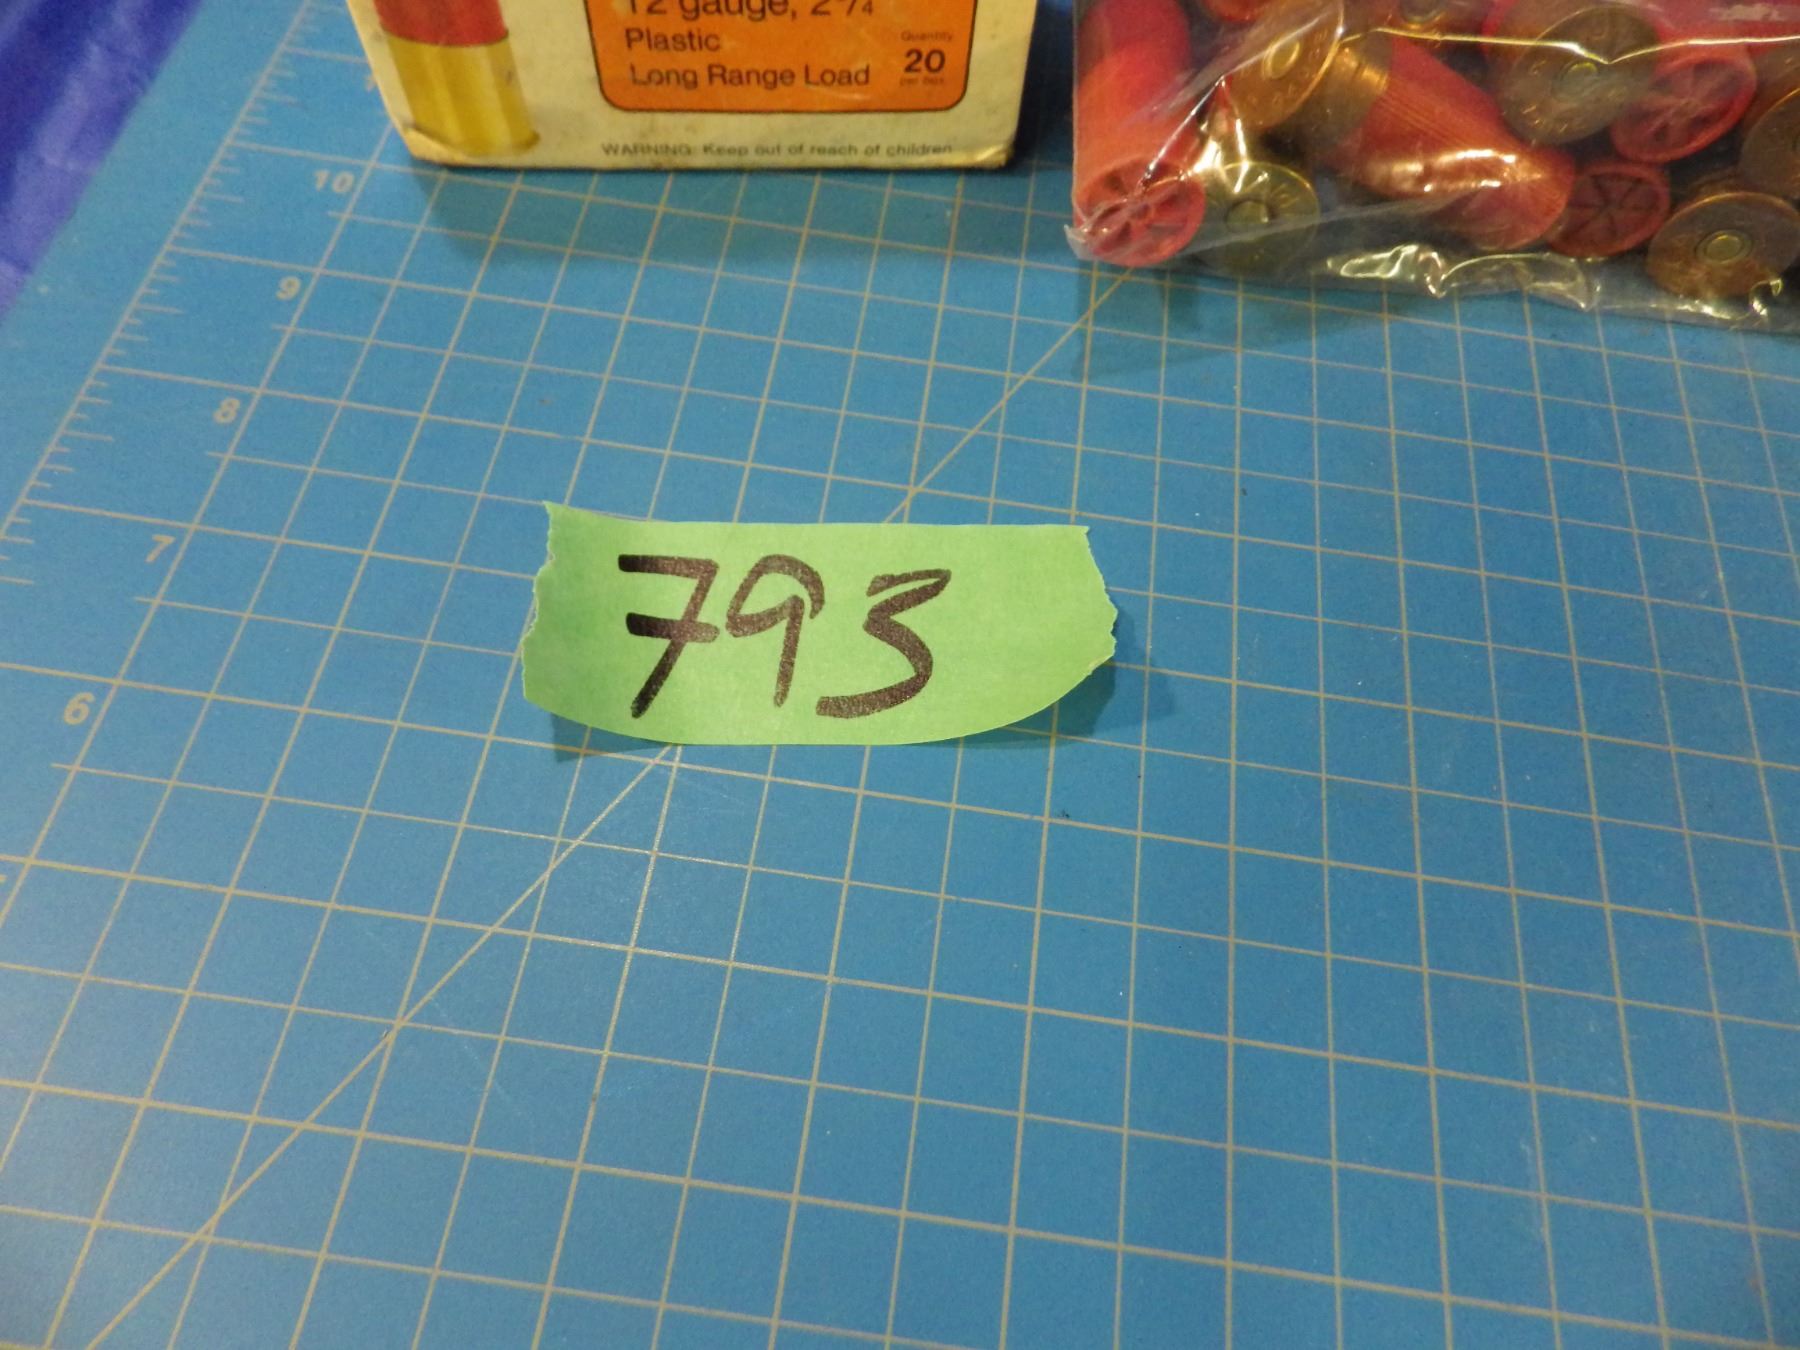 12 gauge, 2 3/4
Plastic
Long Range Load
Quantity
20
per box
WARNING: Keep out of reach of children
10
9
8
7
6
793